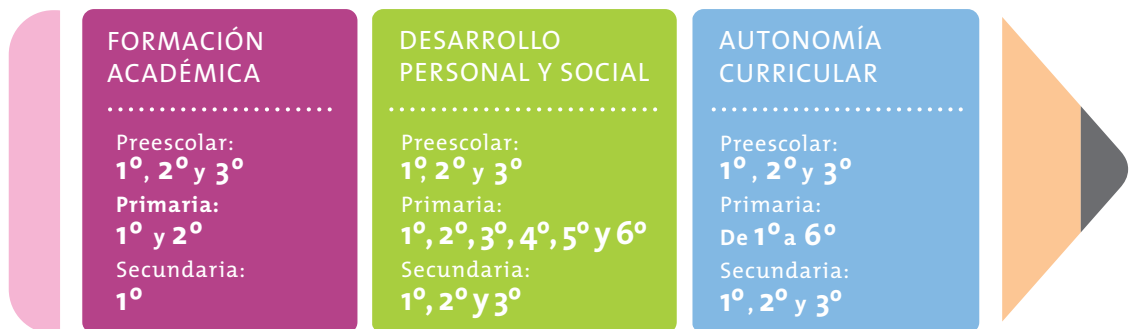 FORMACIÓN
ACADÉMICA
Preescolar:
1º, 2º y 3º
Primaria:
1º y 2º
Secundaria:
1º
DESARROLLO
PERSONAL Y SOCIAL
Preescolar:
1º, 2º y 3º
Primaria:
1º, 2º, 3º, 4º, 5º y 6º
Secundaria:
1º, 2º y 3º
AUTONOMÍA
CURRICULAR
Preescolar:
1º, 2º y 3º
Primaria:
De 1º a 6º
Secundaria:
1º, 2º y 3º